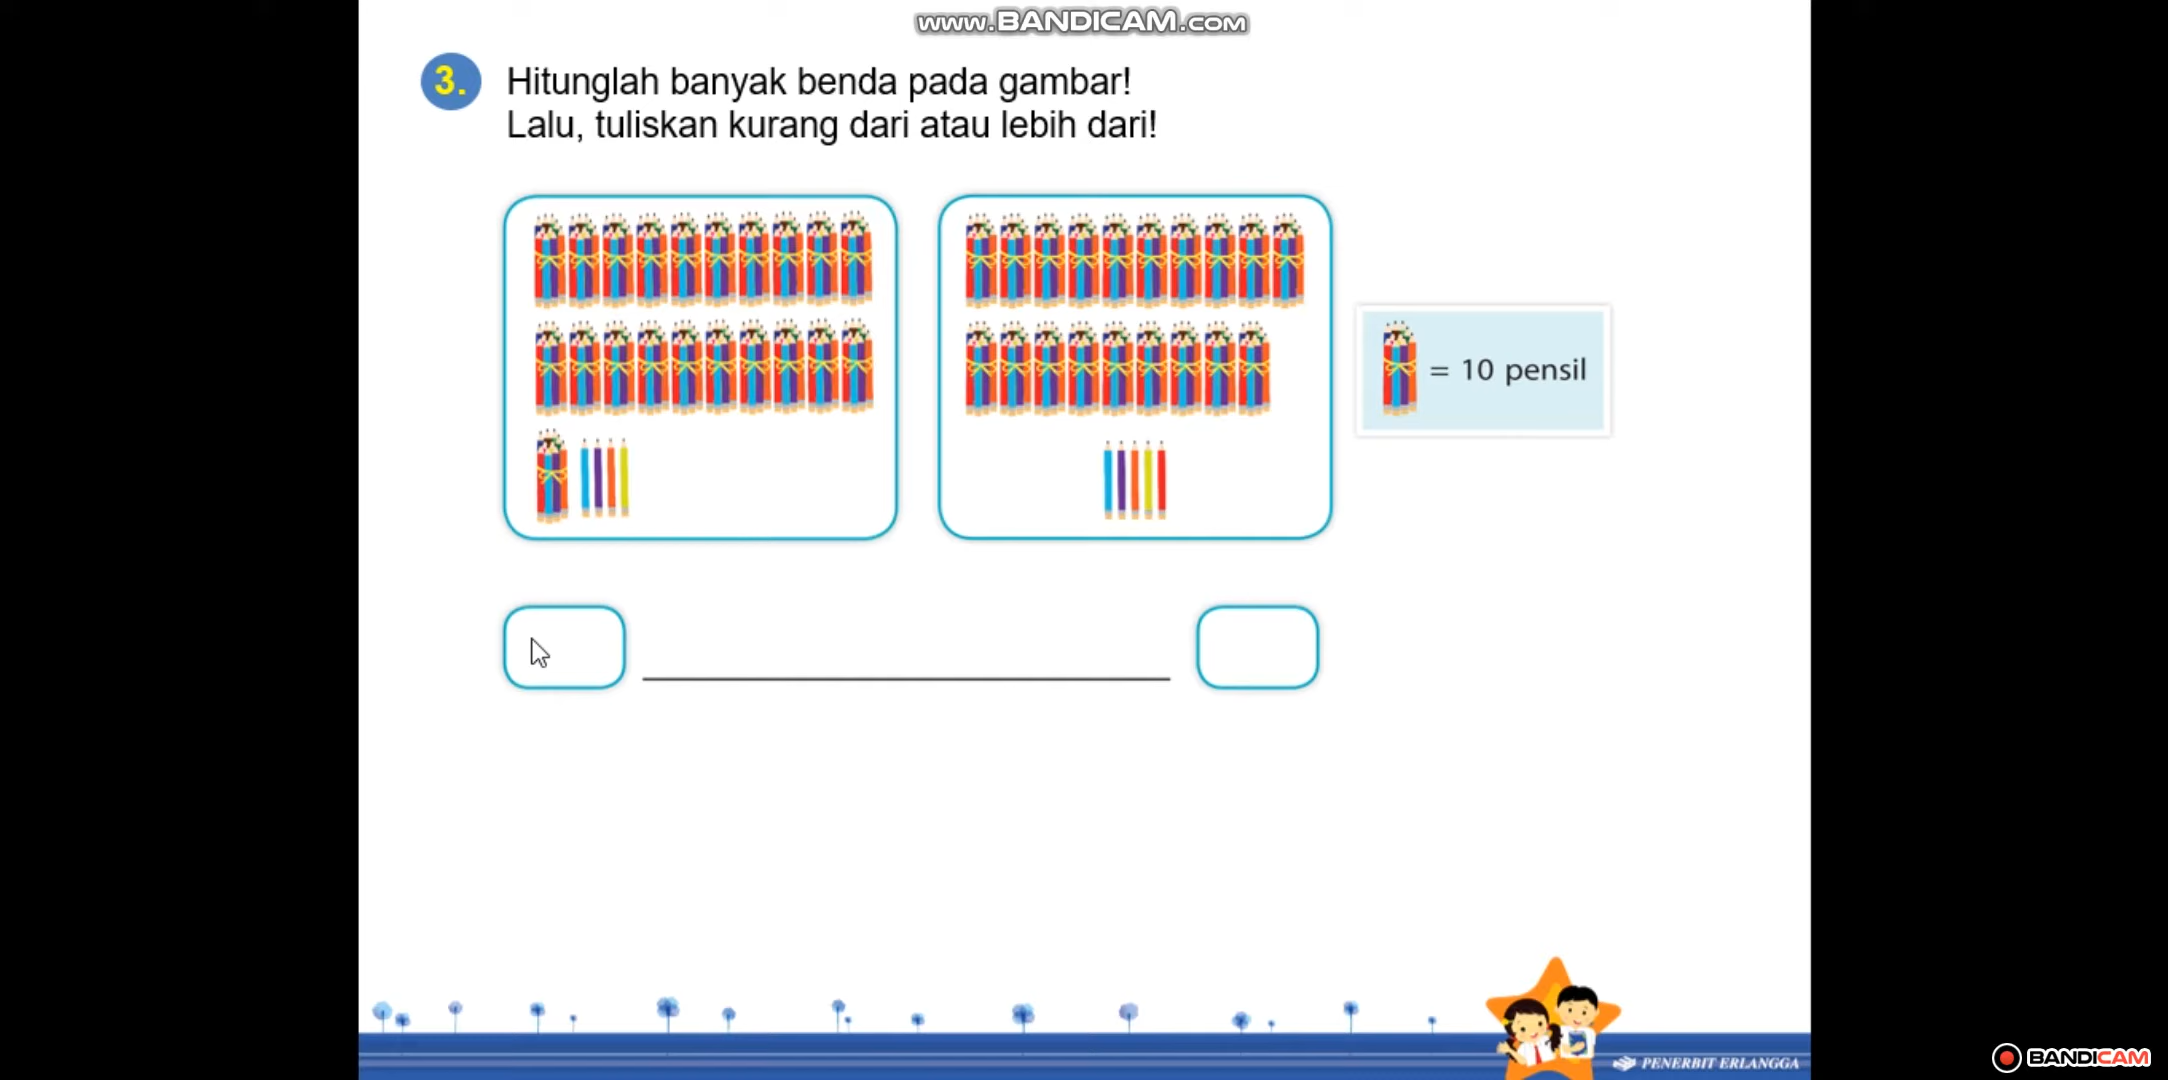 www.BANDICAM.com
3.
Hitunglah banyak benda pada gambar!
Lalu, tuliskan kurang dari atau lebih dari!
= 10 pensil
PENERBIT ERLANGGA
BANDICAM